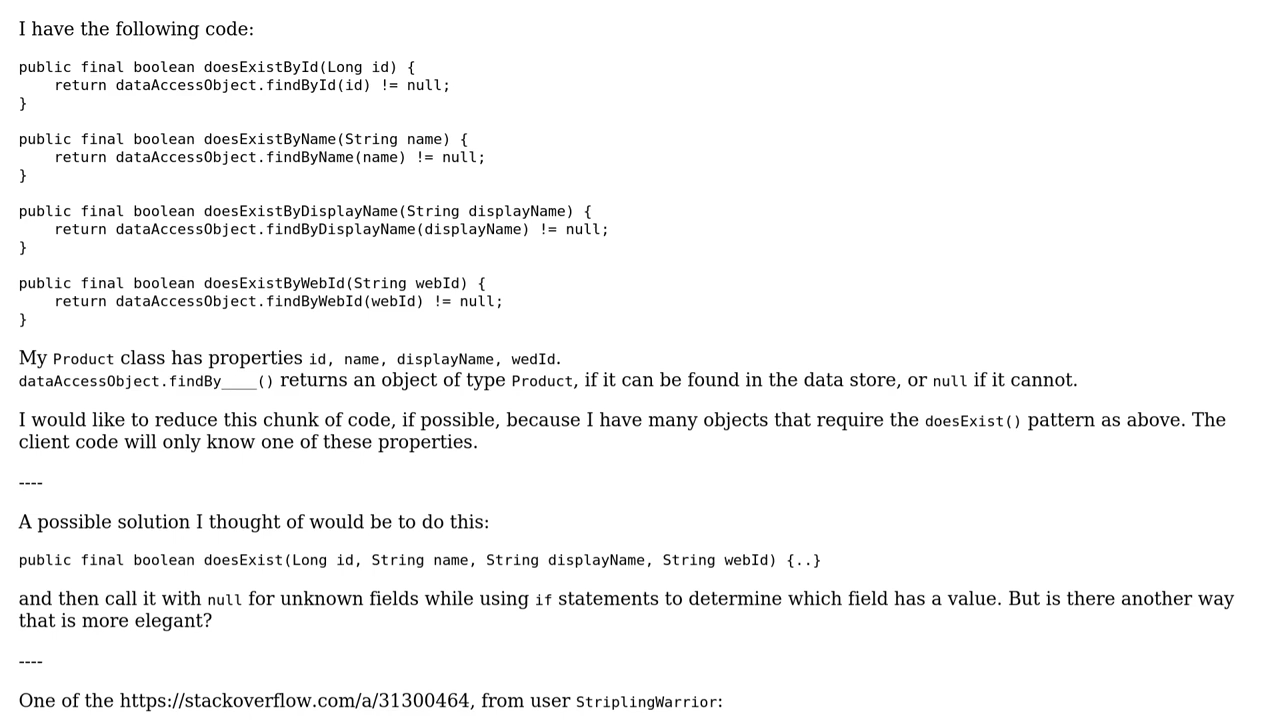 I have the following code:
public final boolean doesExistById(Long id) {
    return dataAccessObject.findById(id) != null;
}
public final boolean doesExistByName(String name) {
    return dataAccessObject.findByName(name) != null;
}
public final boolean doesExistByDisplayName(String displayName) {
    return dataAccessObject.findByDisplayName(displayName) != null;
}
public final boolean doesExistByWebId(String webId) {
    return dataAccessObject.findByWebId(webId) != null;
}
My Product class has properties id, name, displayName, wedId.
dataAccessObject.findBy____() returns an object of type Product, if it can be found in the data store, or null if it cannot.
I would like to reduce this chunk of code, if possible, because I have many objects that require the doesExist() pattern as above. The
client code will only know one of these properties.
----
A possible solution I thought of would be to do this:
public final boolean doesExist(Long id, String name, String displayName, String webId) {..}
and then call it with null for unknown fields while using if statements to determine which field has a value. But is there another way
that is more elegant?
----
One of the https://stackoverflow.com/a/31300464, from user StriplingWarrior: